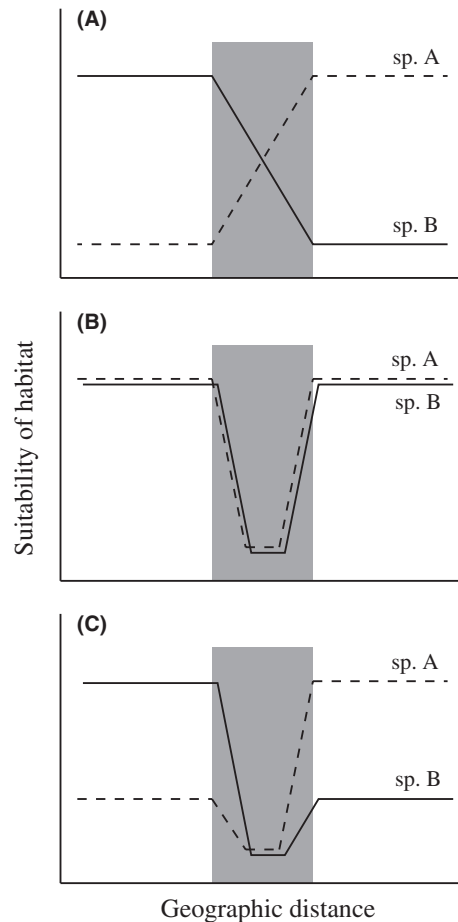 (A)
sp. A
sp. B
(B)
sp. A
sp. B
(C)
sp. A
sp. B
Suitability of habitat
Geographic distance